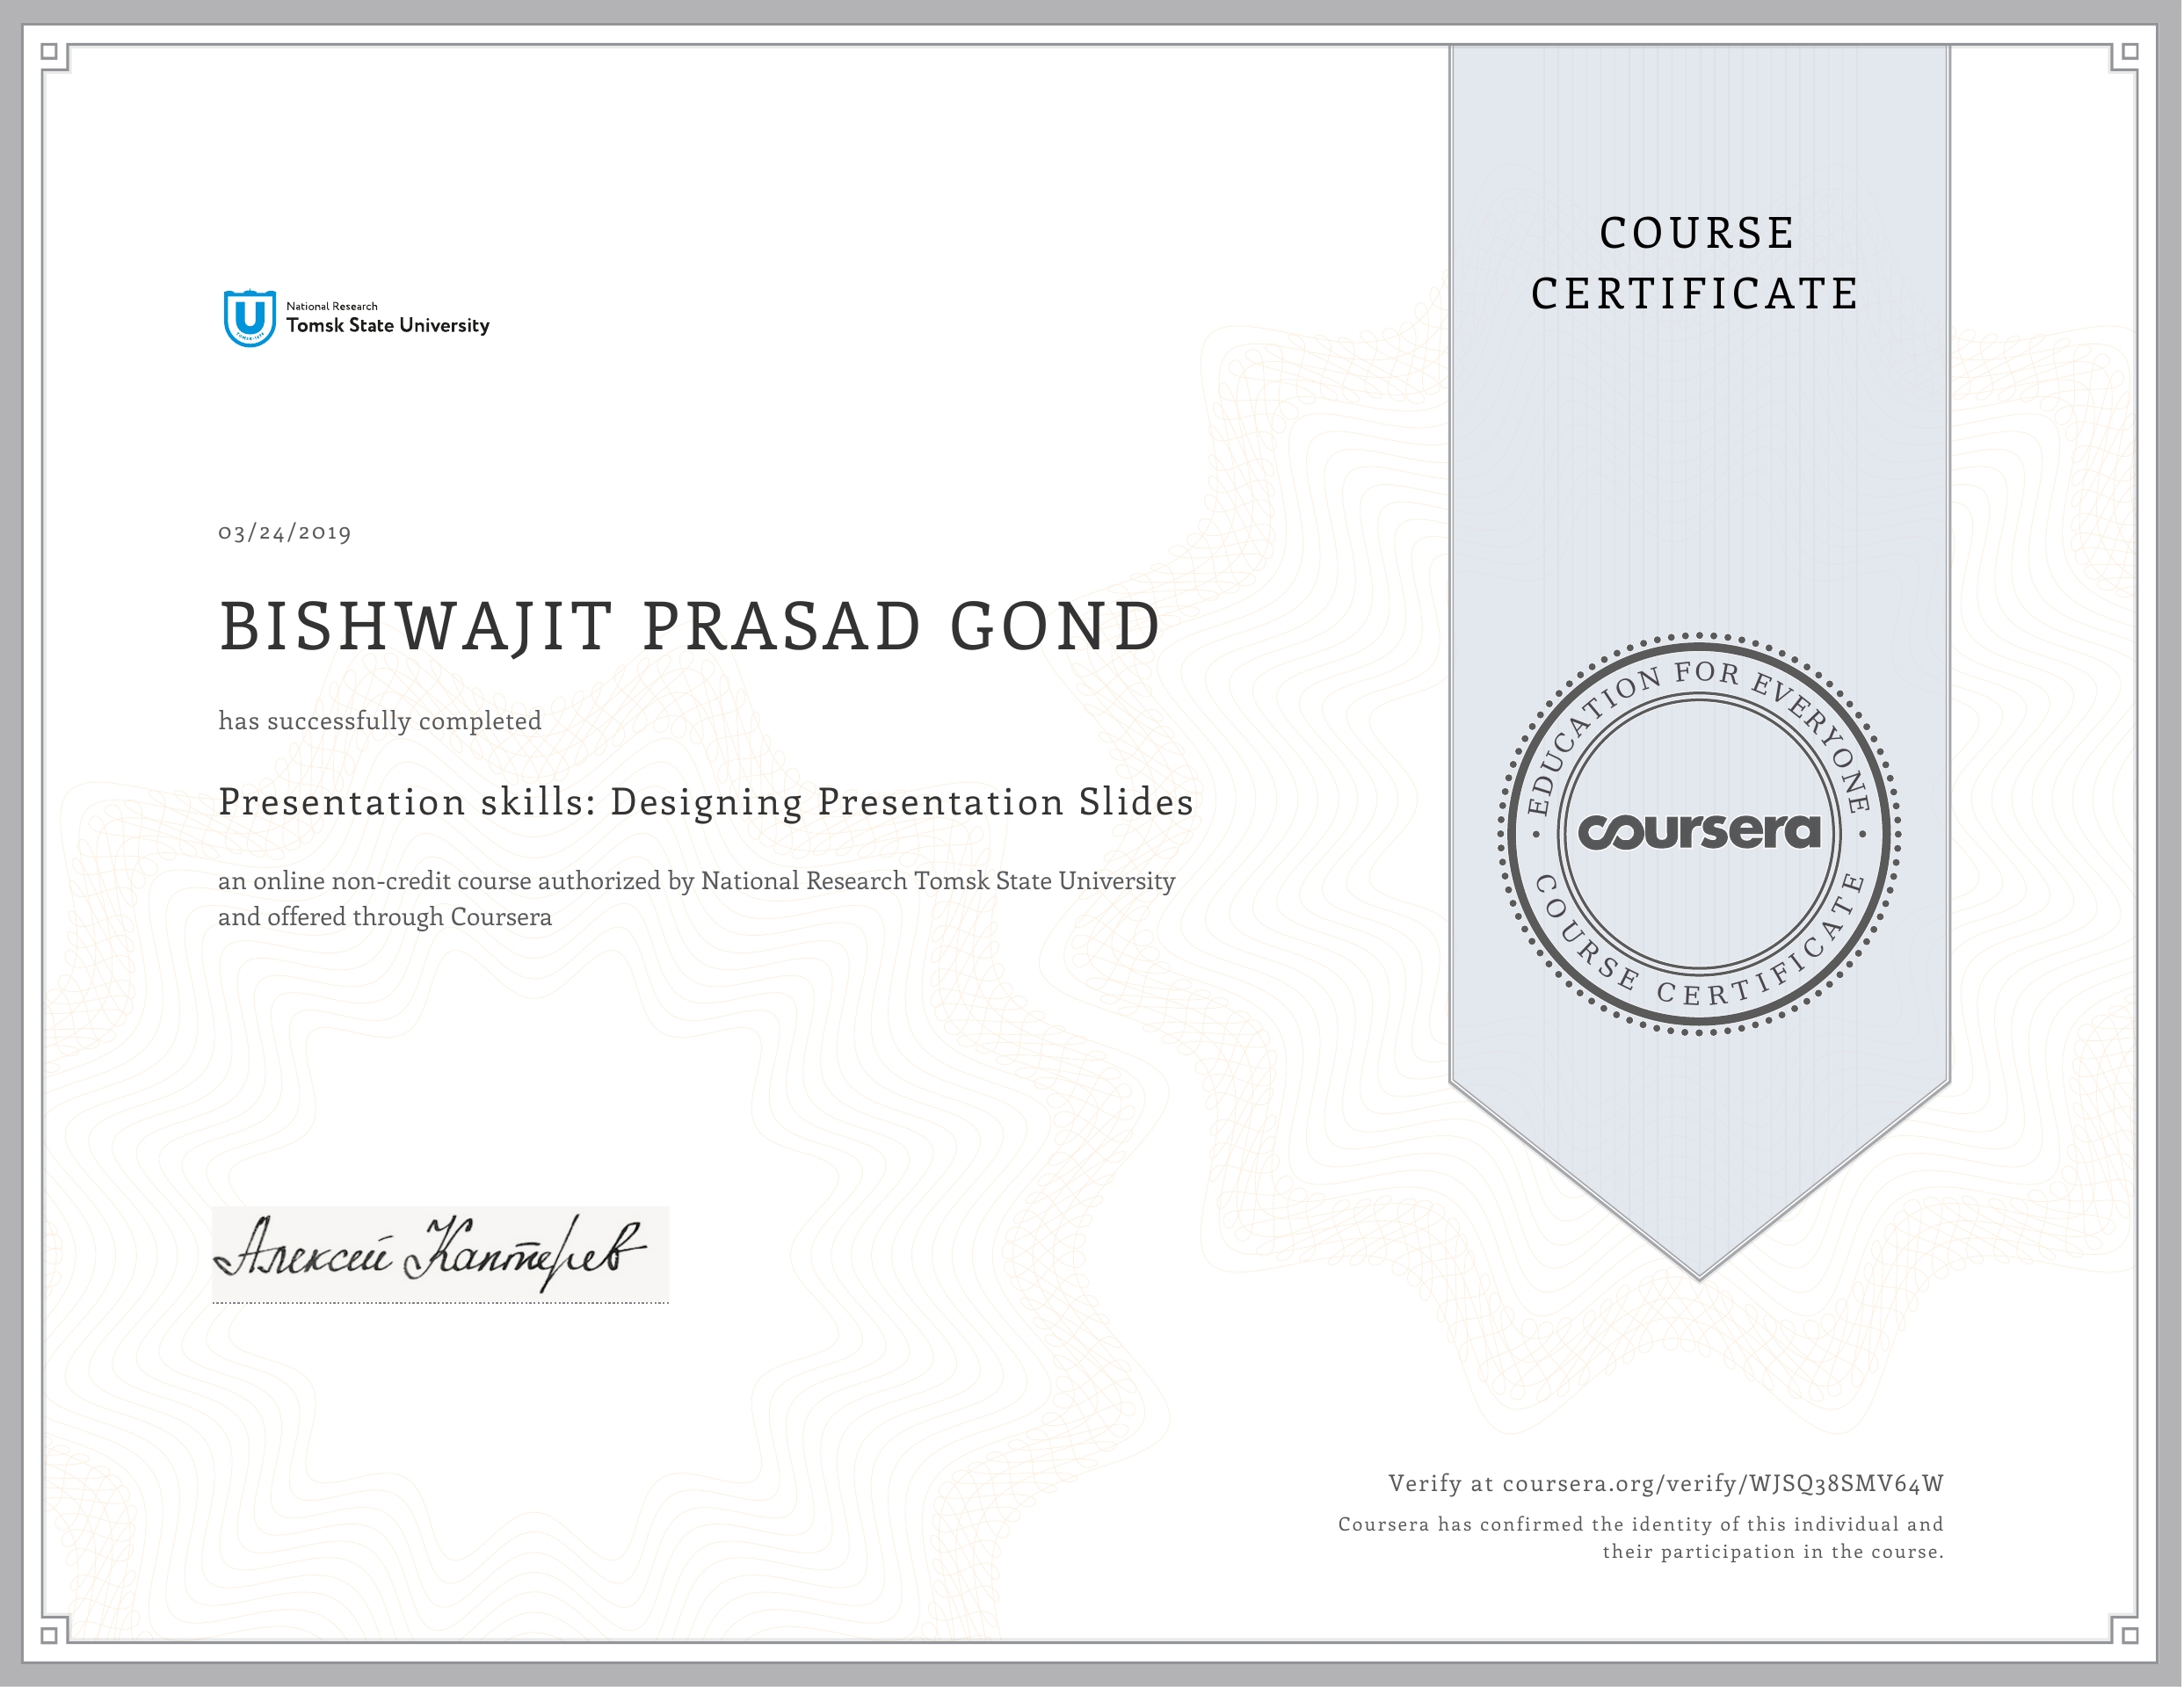 National Research
Tomsk State University
COURSE
CERTIFICATE
03/24/2019
BISHWAJIT PRASAD GOND
has successfully completed
Presentation skills: Designing Presentation Slides
an online non-credit course authorized by National Research Tomsk State University
and offered through Coursera
EDUCATION FOR EVERYONE
coursera
COURSE CERTIFICATE
Алексей Каптерев
Verify at coursera.org/verify/WJSQ38SMV64W
Coursera has confirmed the identity of this individual and
their participation in the course.